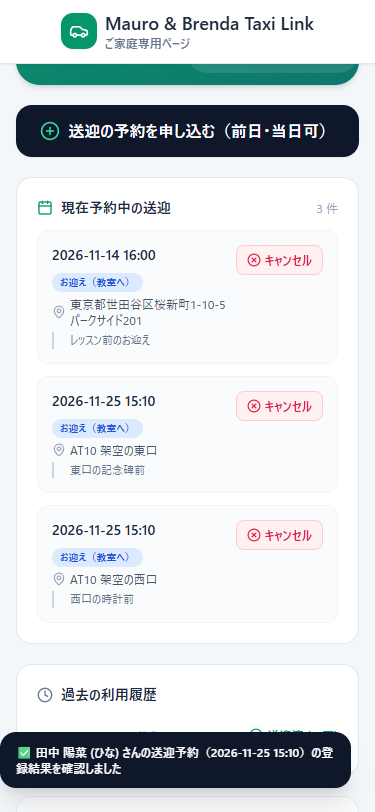 Mauro & Brenda Taxi Link
ご家庭専用ページ
送迎の予約を申し込む（前日・当日可）
現在予約中の送迎
3 件
2026-11-14 16:00
キャンセル
お迎え（教室へ）
東京都世田谷区桜新町1-10-5
パークサイド201
レッスン前のお迎え
2026-11-25 15:10
キャンセル
お迎え（教室へ）
AT10 架空の東口
東口の記念碑前
2026-11-25 15:10
キャンセル
お迎え（教室へ）
AT10 架空の西口
西口の時計前
過去の利用履歴
✅ 田中 陽菜 (ひな) さんの送迎予約（2026-11-25 15:10）の登
録結果を確認しました